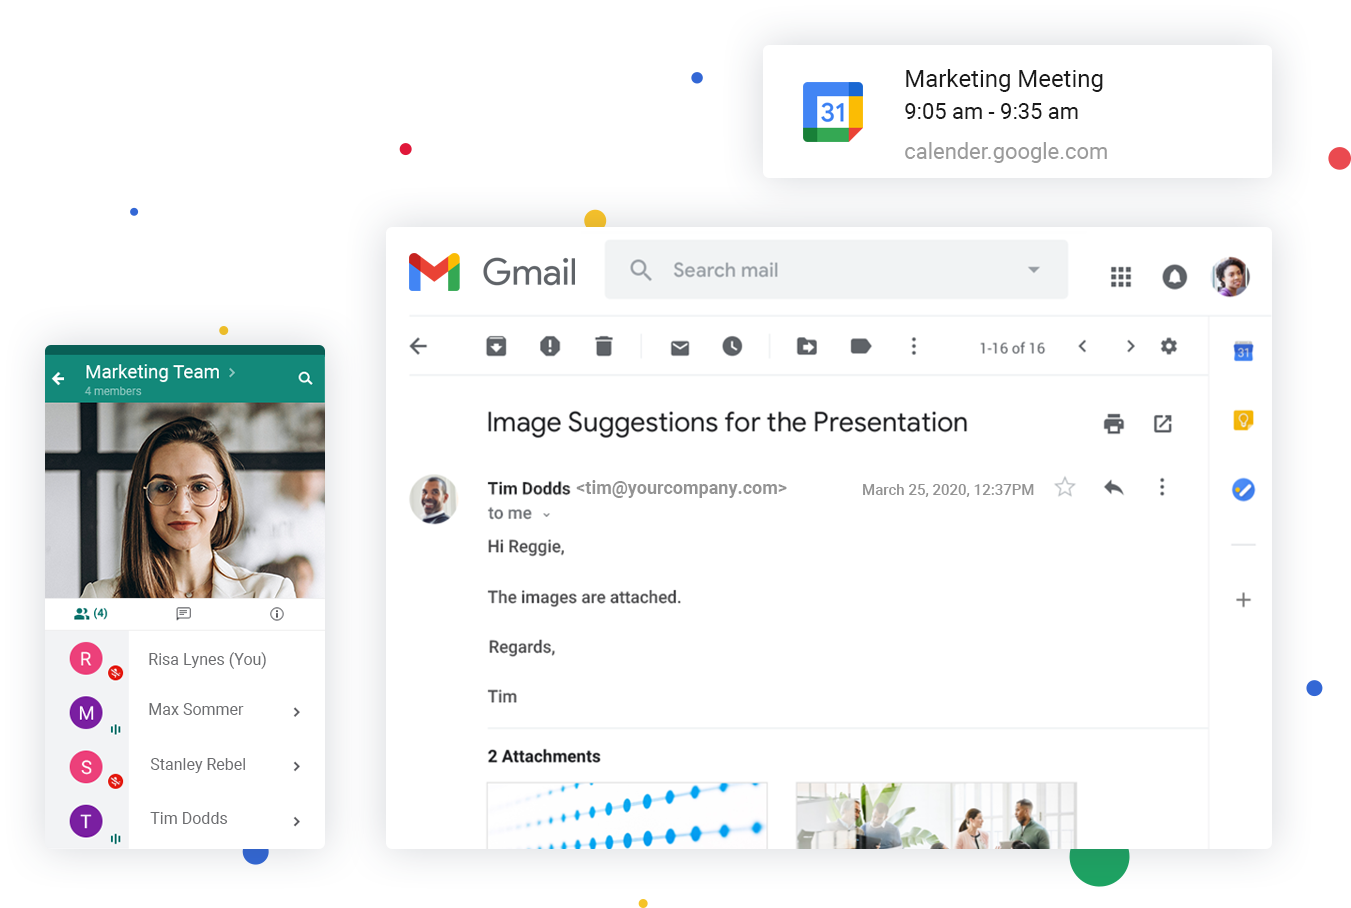 31
Marketing Meeting
9:05 am - 9:35 am
calender.google.com
Gmail
Search mail
1-16 of 16
31
Image Suggestions for the Presentation
Tim Dodds <tim@yourcompany.com>
March 25, 2020, 12:37PM
to me
Hi Reggie,
The images are attached.
Regards,
Tim
2 Attachments
Marketing Team
4 members
(4)
R
Risa Lynes (You)
M
Max Sommer
S
Stanley Rebel
T
Tim Dodds